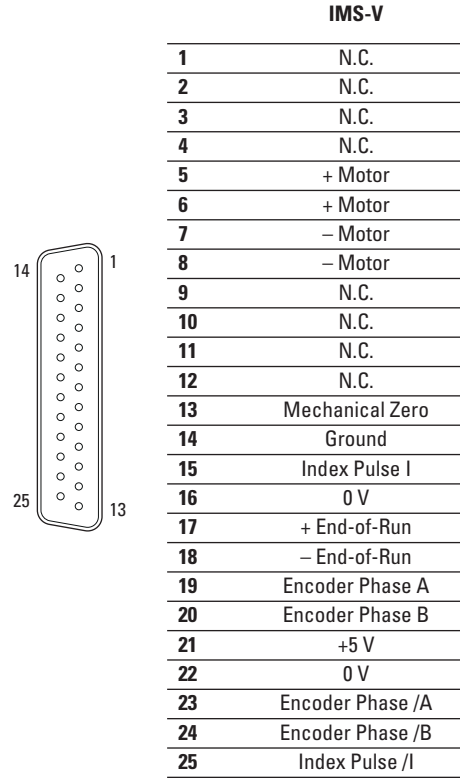 IMS-V
1 N.C.
2 N.C.
3 N.C.
4 N.C.
5 + Motor
6 + Motor
7 – Motor
8 – Motor
9 N.C.
10 N.C.
11 N.C.
12 N.C.
13 Mechanical Zero
14 Ground
15 Index Pulse I
16 0 V
17 + End-of-Run
18 – End-of-Run
19 Encoder Phase A
20 Encoder Phase B
21 +5 V
22 0 V
23 Encoder Phase /A
24 Encoder Phase /B
25 Index Pulse /I
14 1
25 13